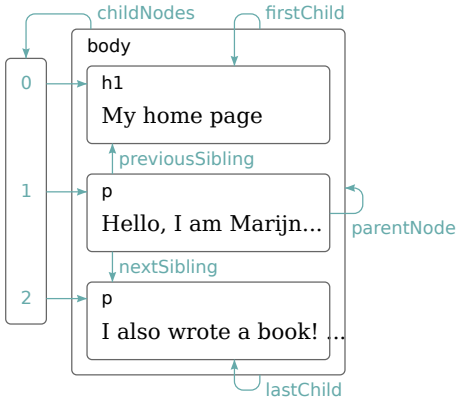 childNodes
firstChild
body
0
h1
My home page
previousSibling
1
p
Hello, I am Marijn...
parentNode
nextSibling
2
p
I also wrote a book! ...
lastChild